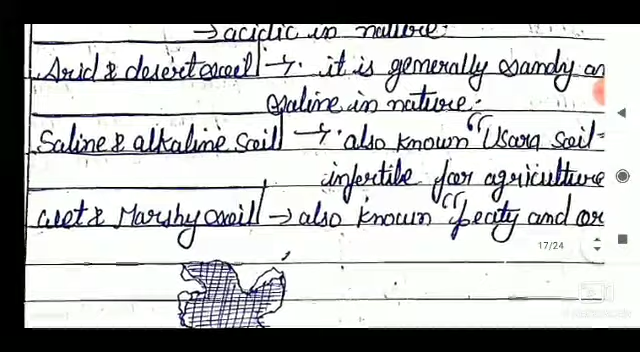 → acidic in nature.
Arid & desert soil → • it is generally sandy an
saline in nature.
Saline & alkaline soil → • also known “Usara soil-
infertile for agriculture
Wet & Marshy soil → also known “peaty and or
17/24